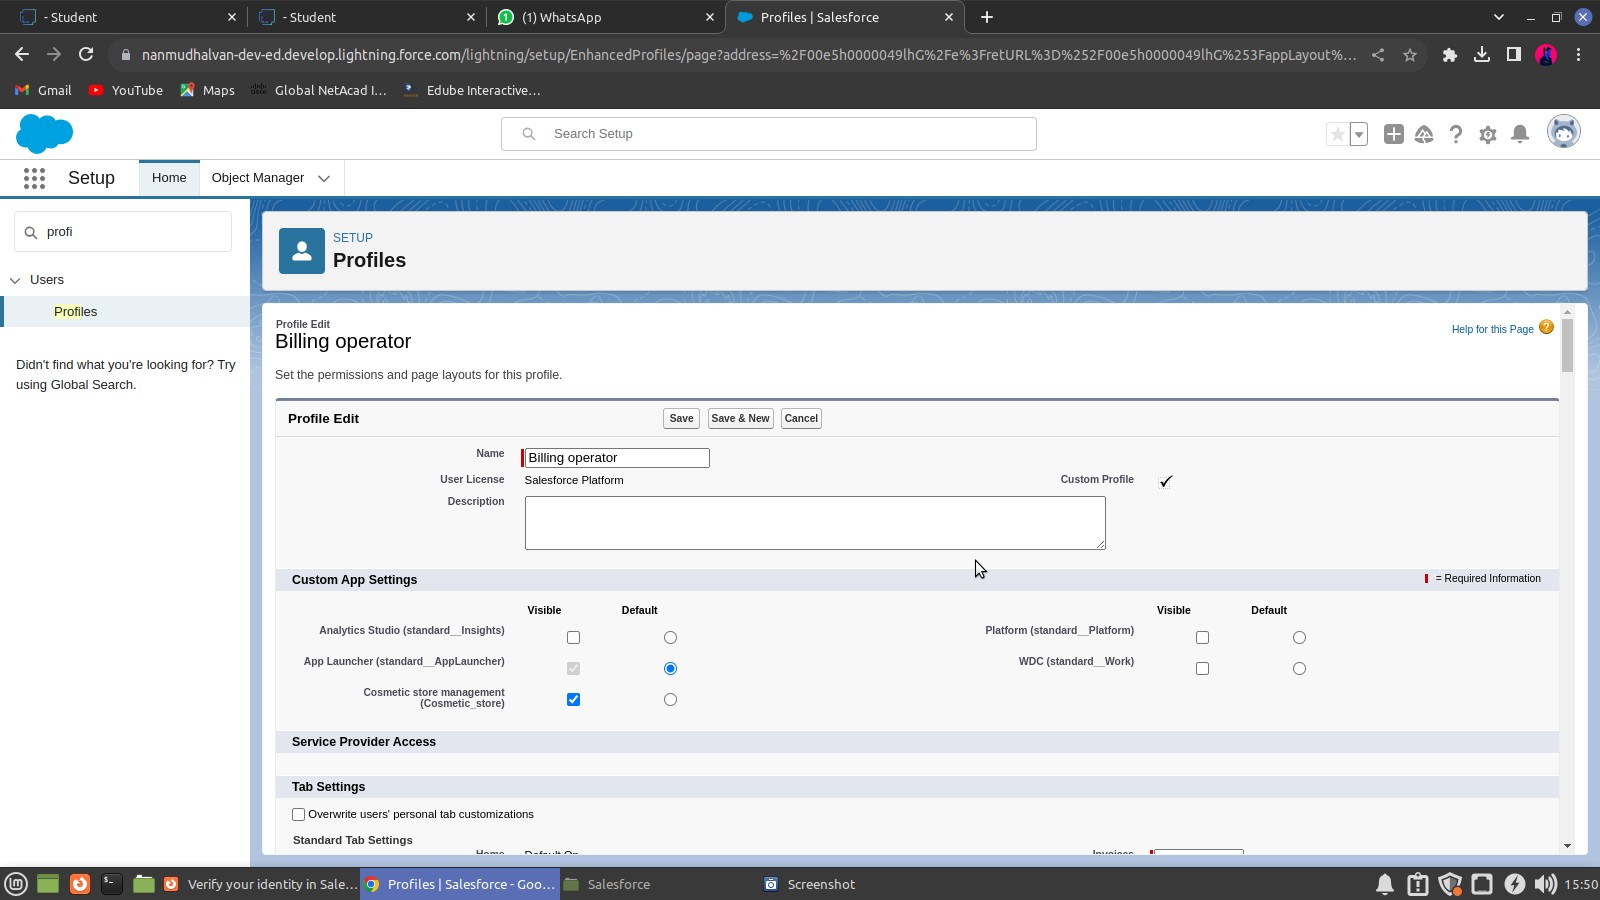 - Student
- Student
(1) WhatsApp
Profiles | Salesforce
nanmudhalvan-dev-ed.develop.lightning.force.com/lightning/setup/EnhancedProfiles/page?address=%2F00e5h0000049lhG%2Fe%3FretURL%3D%252F00e5h0000049lhG%253FappLayout%...
Gmail
YouTube
Maps
Global NetAcad I...
Edube Interactive...
Search Setup
Setup
Home
Object Manager
profi
Users
Profiles
Didn't find what you're looking for? Try
using Global Search.
SETUP
Profiles
Profile Edit
Billing operator
Help for this Page
Set the permissions and page layouts for this profile.
Profile Edit
Save
Save & New
Cancel
Name
Billing operator
User License
Salesforce Platform
Custom Profile
Description
Custom App Settings
= Required Information
Visible
Default
Visible
Default
Analytics Studio (standard__Insights)
Platform (standard__Platform)
App Launcher (standard__AppLauncher)
WDC (standard__Work)
Cosmetic store management
(Cosmetic_store)
Service Provider Access
Tab Settings
Overwrite users' personal tab customizations
Standard Tab Settings
Home
Default On
Invoices
Verify your identity in Sale...
Profiles | Salesforce - Goo...
Salesforce
Screenshot
15:50